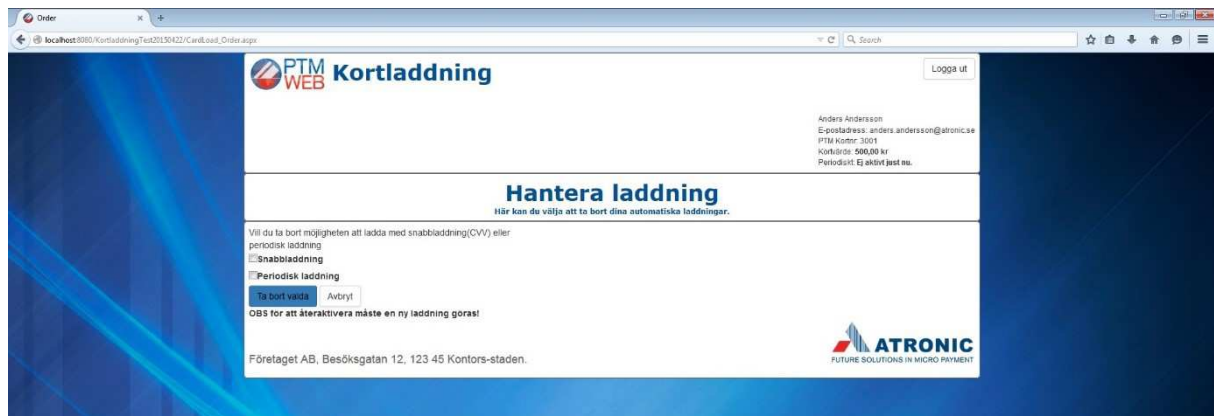 Order
localhost:8080/KortladdningTest20150422/CardLoad_Order.aspx
Search
PTM
WEB
Kortladdning
Logga ut
Anders Andersson
E-postadress: anders.andersson@atronic.se
PTM Kortnr: 3001
Kortvärde: 500,00 kr
Periodiskt: Ej aktivt just nu.
Hantera laddning
Här kan du välja att ta bort dina automatiska laddningar.
Vill du ta bort möjligheten att ladda med snabbladdning(CVV) eller
periodisk laddning
Snabbladdning
Periodisk laddning
Ta bort valda
Avbryt
OBS för att återaktivera måste en ny laddning göras!
Företaget AB, Besöksgatan 12, 123 45 Kontors-staden.
ATRONIC
FUTURE SOLUTIONS IN MICRO PAYMENT